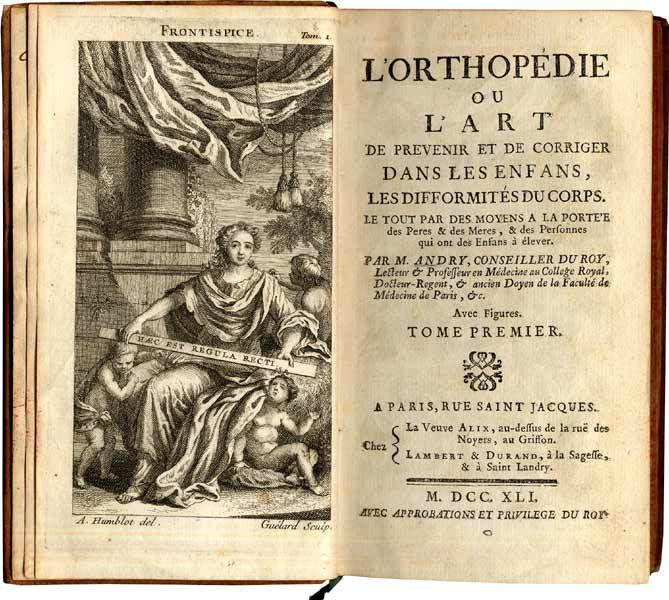 FRONTISPICE. Tom. 1
HÆC EST REGULA RECTI
A. Humblot del. Guélard Sculp.
L'ORTHOPÉDIE
OU
L'ART
DE PREVENIR ET DE CORRIGER
DANS LES ENFANS,
LES DIFFORMITÉS DU CORPS.
LE TOUT PAR DES MOYENS A LA PORTÉE
des Peres & des Meres, & des Personnes
qui ont des Enfans à élever.
PAR M. ANDRY, CONSEILLER DU ROY,
Lecteur & Professeur en Médecine au College Royal,
Docteur-Regent, & ancien Doyen de la Faculté de
Médecine de Paris, &c.
Avec Figures.
TOME PREMIER.
A PARIS, RUE SAINT JACQUES.
Chez
La Veuve ALIX, au-dessus de la ruë des
Noyers, au Griffon.
LAMBERT & DURAND, à la Sagesse,
& à Saint Landry.
M. DCC. XLI.
AVEC APPROBATIONS ET PRIVILEGE DU ROY